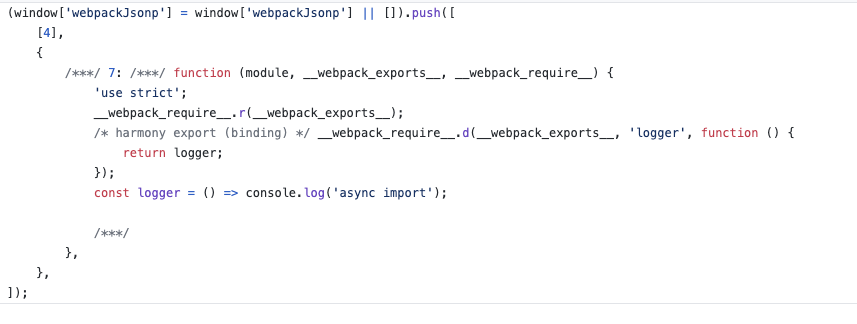 (window['webpackJsonp'] = window['webpackJsonp'] || []).push([
    [4],
    {
        /***/ 7: /***/ function (module, __webpack_exports__, __webpack_require__) {
            'use strict';
            __webpack_require__.r(__webpack_exports__);
            /* harmony export (binding) */ __webpack_require__.d(__webpack_exports__, 'logger', function () {
                return logger;
            });
            const logger = () => console.log('async import');

            /***/
        },
    },
]);